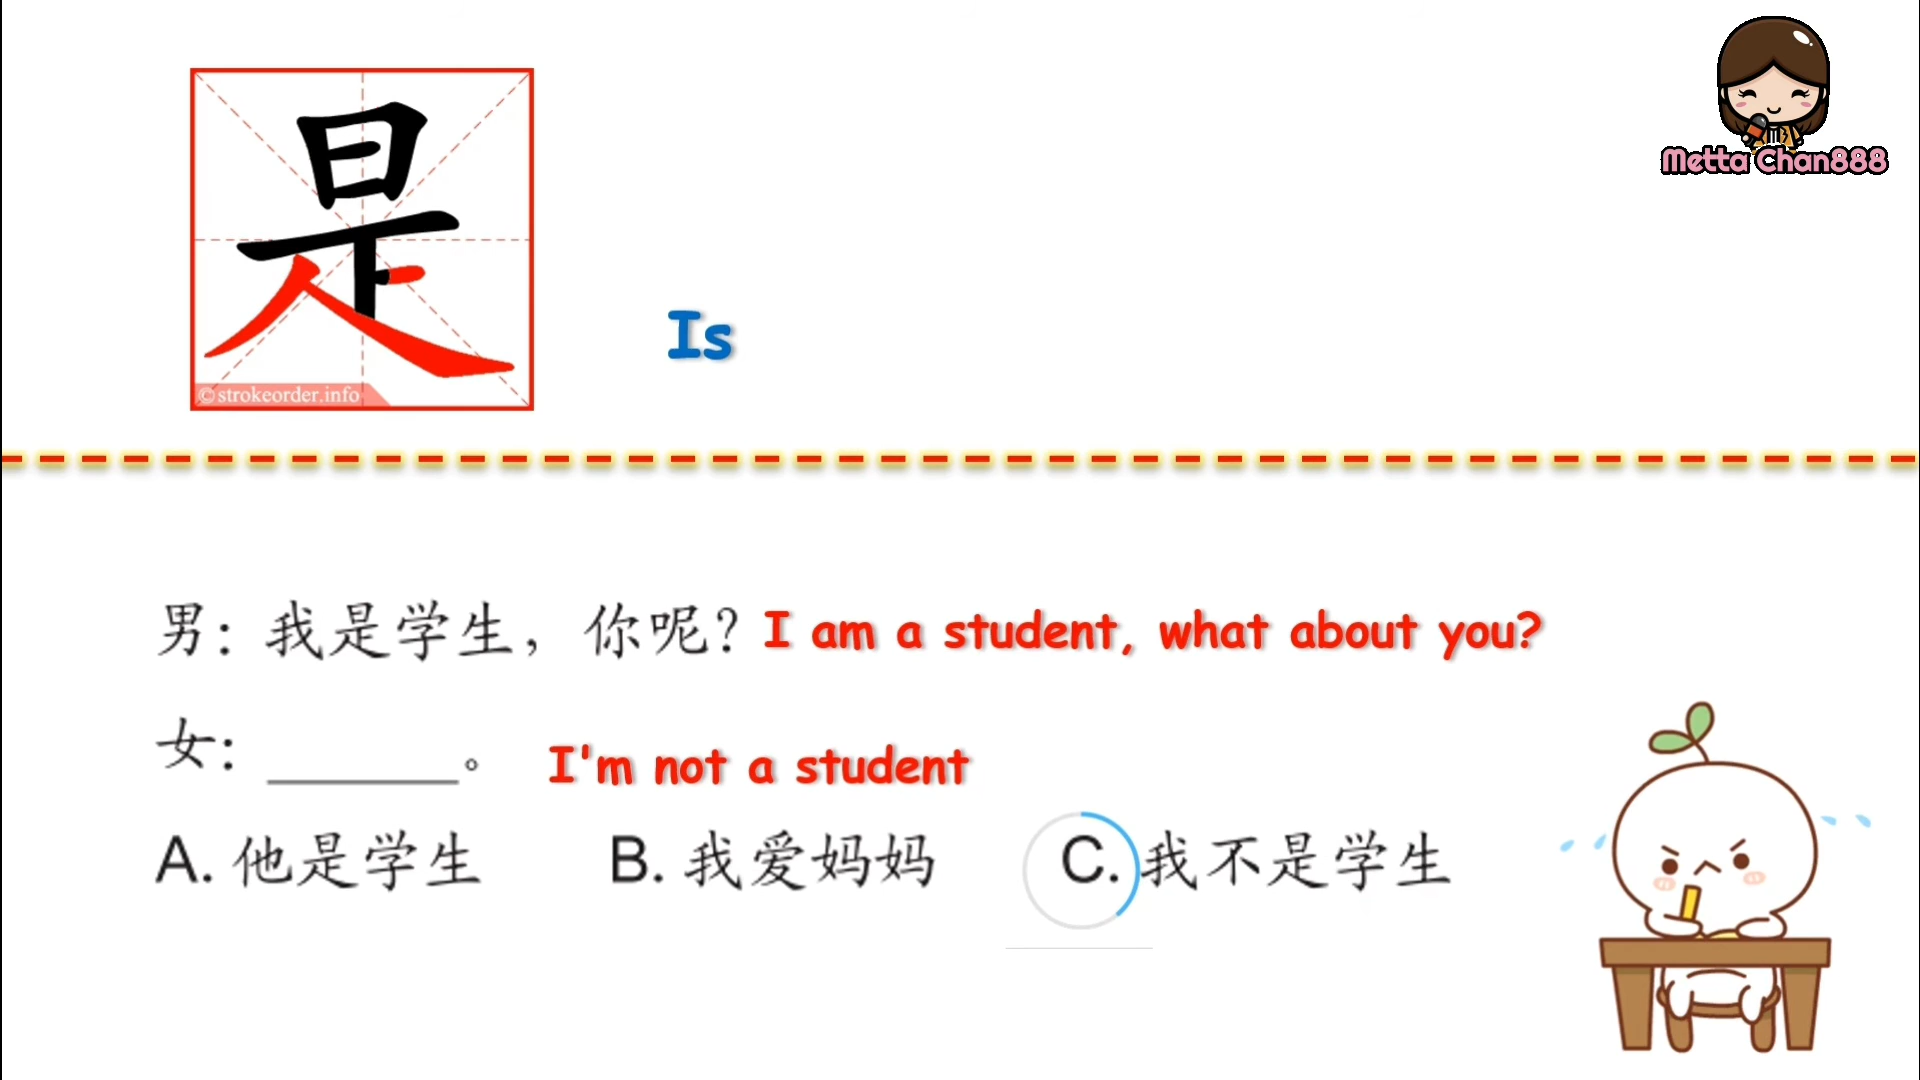 Metta Chan888
是
©strokeorder.info
Is
男：我是学生，你呢？ I am a student, what about you?
女：________。 I'm not a student
A. 他是学生 B. 我爱妈妈 C. 我不是学生